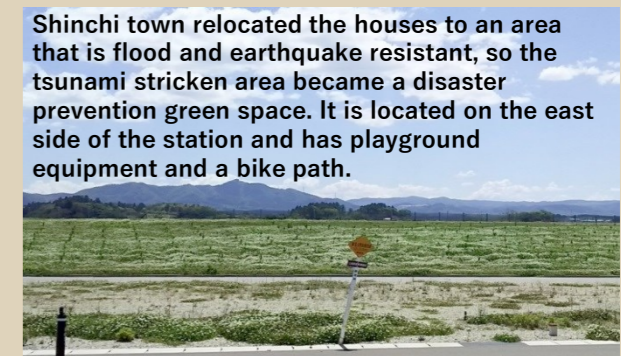 Shinchi town relocated the houses to an area
that is flood and earthquake resistant, so the
tsunami stricken area became a disaster
prevention green space. It is located on the east
side of the station and has playground
equipment and a bike path.